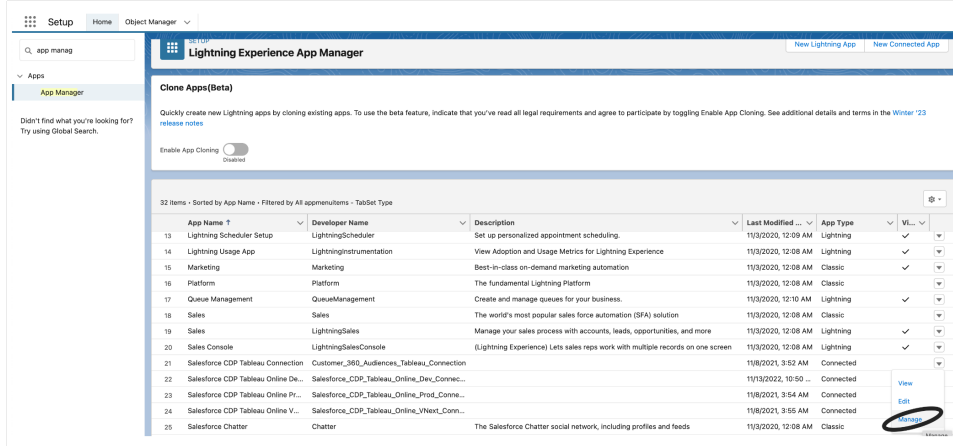 Setup Home Object Manager
app manag
Apps
App Manager
Didn't find what you're looking for?
Try using Global Search.
SETUP
Lightning Experience App Manager
New Lightning App New Connected App
Clone Apps(Beta)
Quickly create new Lightning apps by cloning existing apps. To use the beta feature, indicate that you've read all legal requirements and agree to participate by toggling Enable App Cloning. See additional details and terms in the Winter '23
release notes
Enable App Cloning
Disabled
32 items • Sorted by App Name • Filtered by All appmenuitems - TabSet Type
App Name ↑ Developer Name Description Last Modified ... App Type Vi...
13 Lightning Scheduler Setup LightningScheduler Set up personalized appointment scheduling. 11/3/2020, 12:09 AM Lightning
14 Lightning Usage App LightningInstrumentation View Adoption and Usage Metrics for Lightning Experience 11/3/2020, 12:08 AM Lightning
15 Marketing Marketing Best-in-class on-demand marketing automation 11/3/2020, 12:08 AM Classic
16 Platform Platform The fundamental Lightning Platform 11/3/2020, 12:08 AM Classic
17 Queue Management QueueManagement Create and manage queues for your business. 11/3/2020, 12:10 AM Lightning
18 Sales Sales The world's most popular sales force automation (SFA) solution 11/3/2020, 12:08 AM Classic
19 Sales LightningSales Manage your sales process with accounts, leads, opportunities, and more 11/3/2020, 12:08 AM Lightning
20 Sales Console LightningSalesConsole (Lightning Experience) Lets sales reps work with multiple records on one screen 11/3/2020, 12:08 AM Lightning
21 Salesforce CDP Tableau Connection Customer_360_Audiences_Tableau_Connection 11/8/2021, 3:52 AM Connected
22 Salesforce CDP Tableau Online De... Salesforce_CDP_Tableau_Online_Dev_Connec... 11/13/2022, 10:50 ... Connected
View
23 Salesforce CDP Tableau Online Pr... Salesforce_CDP_Tableau_Online_Prod_Conne... 11/8/2021, 3:54 AM Connected
Edit
24 Salesforce CDP Tableau Online V... Salesforce_CDP_Tableau_Online_VNext_Conn... 11/8/2021, 3:55 AM Connected
Manage
25 Salesforce Chatter Chatter The Salesforce Chatter social network, including profiles and feeds 11/3/2020, 12:08 AM Classic
Manage